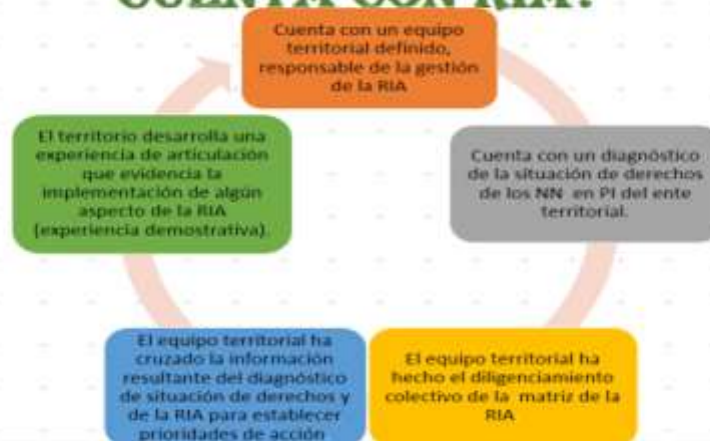 CUENTA CON RIA?
Cuenta con un equipo
territorial definido,
responsable de la gestión
de la RIA
Cuenta con un diagnóstico
de la situación de derechos
de los NN en PI del ente
territorial.
El equipo territorial ha
hecho el diligenciamiento
colectivo de la matriz de la
RIA
El equipo territorial ha
cruzado la información
resultante del diagnóstico
de situación de derechos y
de la RIA para establecer
prioridades de acción
El territorio desarrolla una
experiencia de articulación
que evidencia la
implementación de algún
aspecto de la RIA
(experiencia demostrativa).